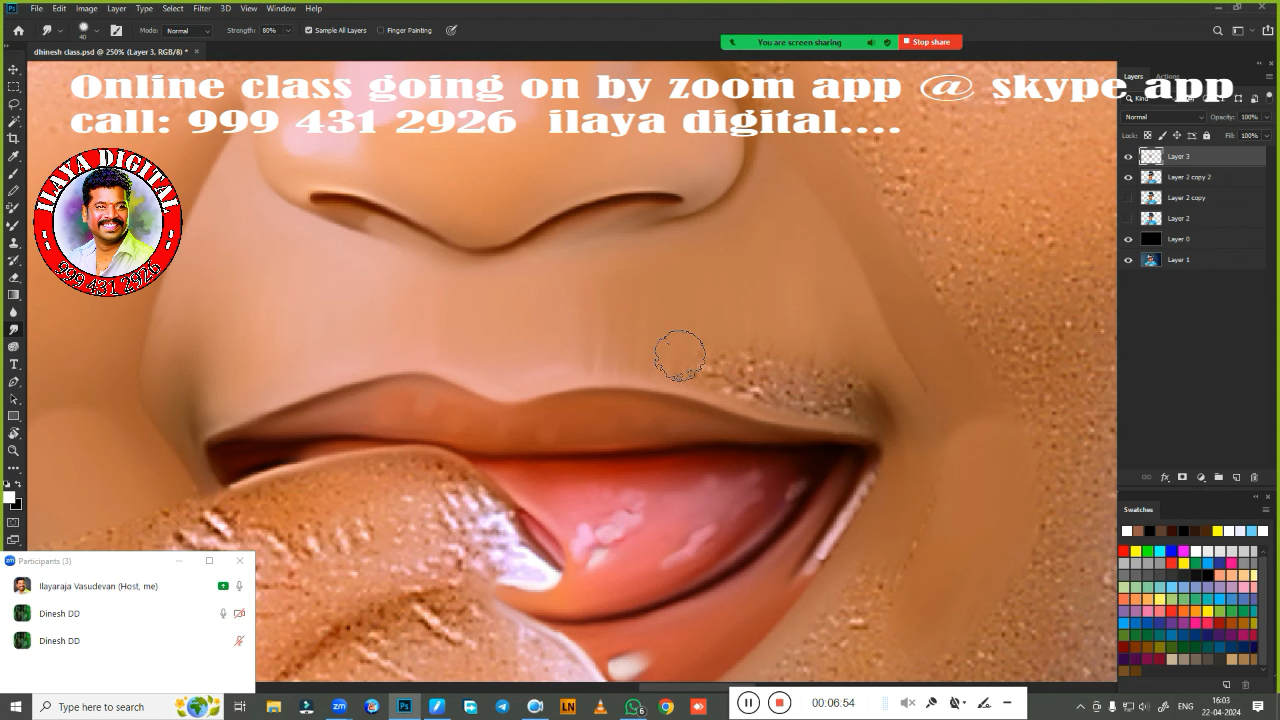 File Edit Image Layer Type Select Filter 3D View Window Help
40 Mode: Normal Strength: 80% Sample All Layers Finger Painting
dhinesh class.psd @ 250% (Layer 3, RGB/8) *
You are screen sharing Stop share
Online class going on by zoom app @ skype app
call: 999 431 2926 ilaya digital....
ILAYA DIGITAL
999 431 2926
Layers Actions
Kind
Normal Opacity: 100%
Lock: Fill: 100%
Layer 3
Layer 2 copy 2
Layer 2 copy
Layer 2
Layer 0
Layer 1
Swatches
Participants (3)
Ilayaraja Vasudevan (Host, me)
Dinesh DD
Dinesh DD
Type here to search
00:06.54
ENG
16:03
22-04-2024